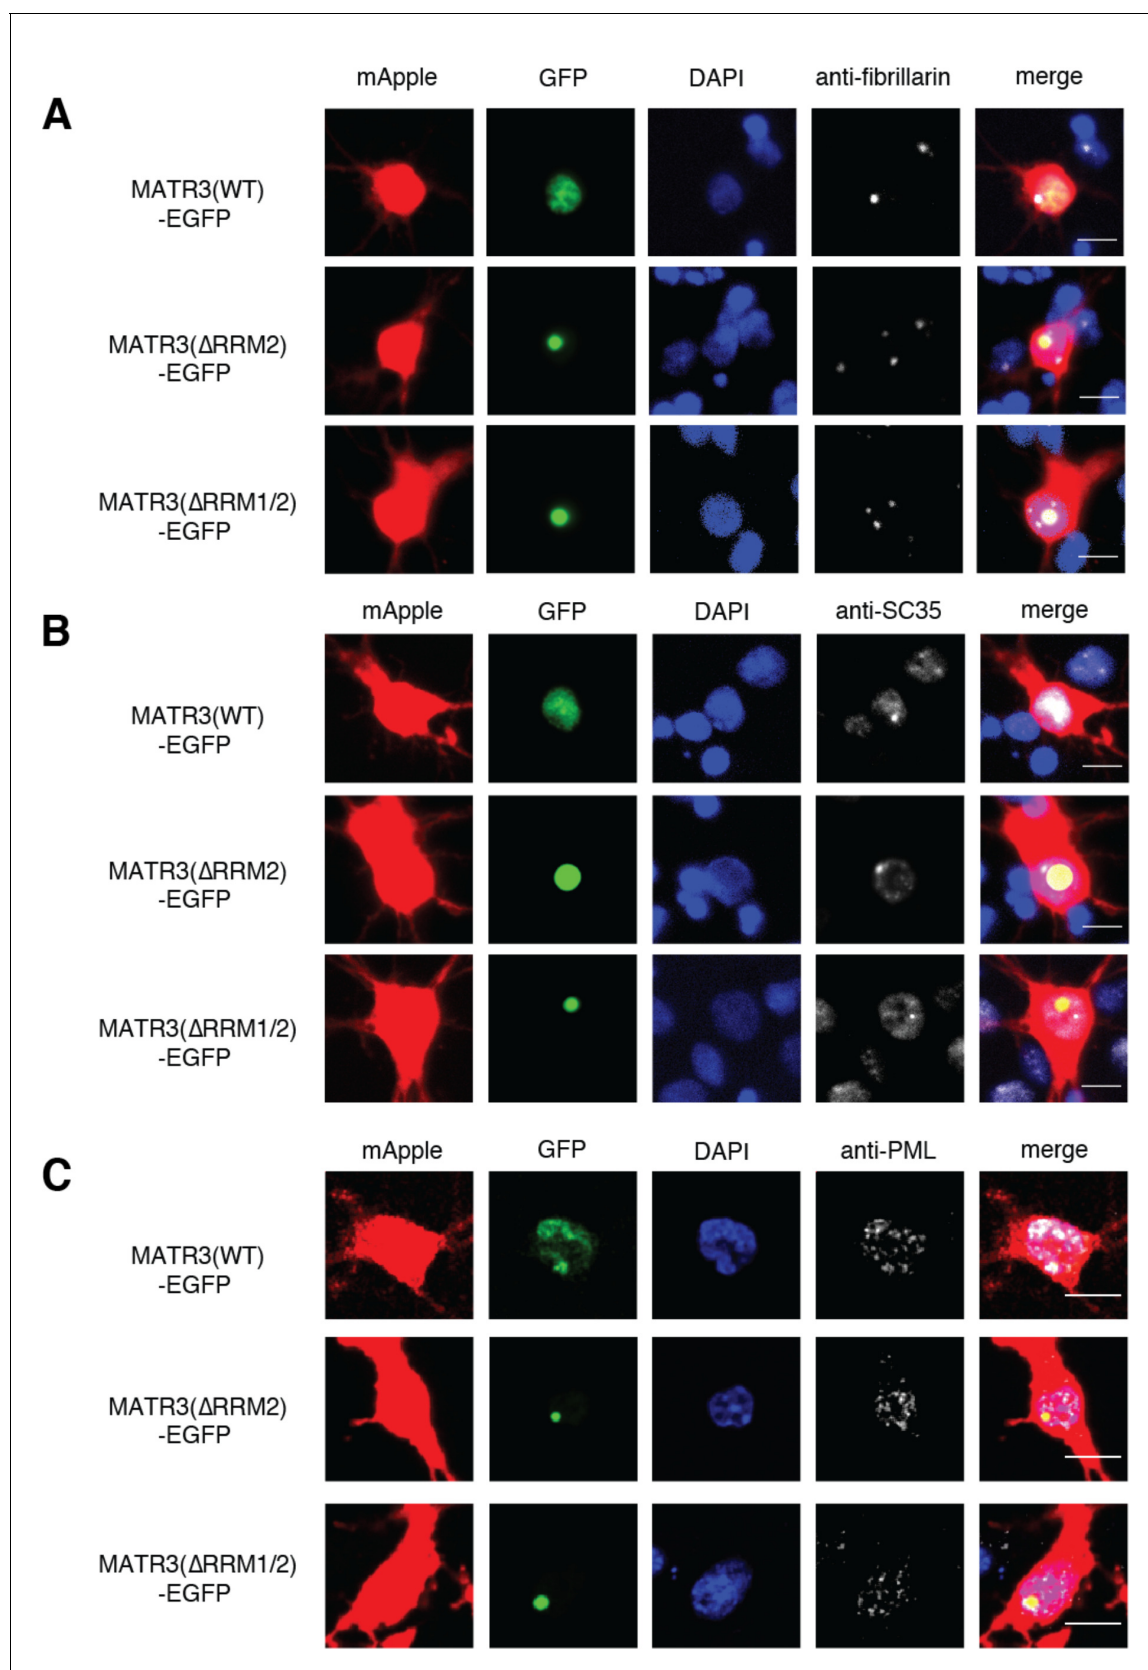 A
mApple GFP DAPI anti-fibrillarin merge
MATR3(WT)
-EGFP
MATR3(ΔRRM2)
-EGFP
MATR3(ΔRRM1/2)
-EGFP
B
mApple GFP DAPI anti-SC35 merge
MATR3(WT)
-EGFP
MATR3(ΔRRM2)
-EGFP
MATR3(ΔRRM1/2)
-EGFP
C
mApple GFP DAPI anti-PML merge
MATR3(WT)
-EGFP
MATR3(ΔRRM2)
-EGFP
MATR3(ΔRRM1/2)
-EGFP